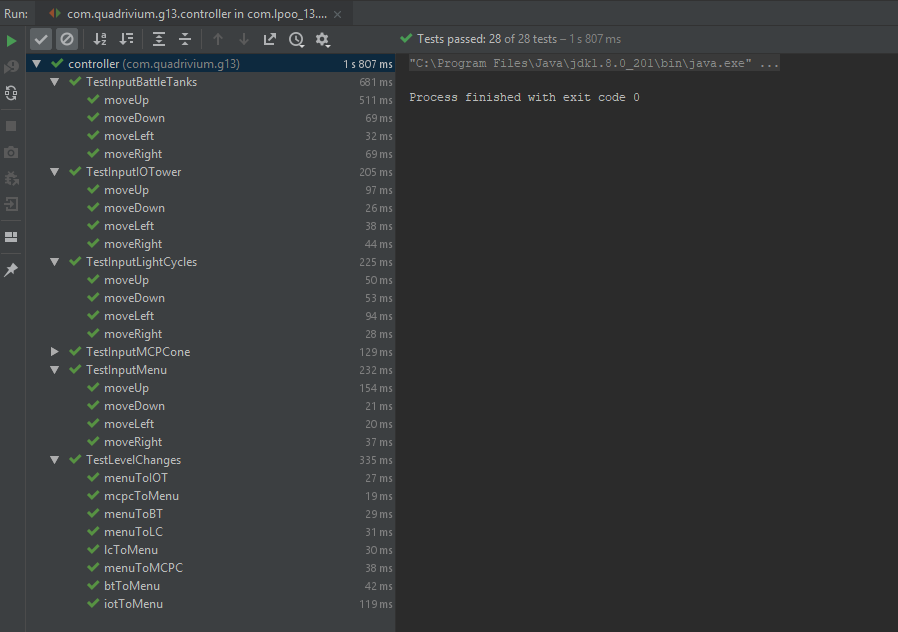 Run: com.quadrivium.g13.controller in com.lpoo_13.... ×
Tests passed: 28 of 28 tests – 1 s 807 ms
controller (com.quadrivium.g13) 1 s 807 ms
TestInputBattleTanks 681 ms
moveUp 511 ms
moveDown 69 ms
moveLeft 32 ms
moveRight 69 ms
TestInputIOTower 205 ms
moveUp 97 ms
moveDown 26 ms
moveLeft 38 ms
moveRight 44 ms
TestInputLightCycles 225 ms
moveUp 50 ms
moveDown 53 ms
moveLeft 94 ms
moveRight 28 ms
TestInputMCPCone 129 ms
TestInputMenu 232 ms
moveUp 154 ms
moveDown 21 ms
moveLeft 20 ms
moveRight 37 ms
TestLevelChanges 335 ms
menuToIOT 27 ms
mcpcToMenu 19 ms
menuToBT 29 ms
menuToLC 31 ms
lcToMenu 30 ms
menuToMCPC 38 ms
btToMenu 42 ms
iotToMenu 119 ms
"C:\Program Files\Java\jdk1.8.0_201\bin\java.exe" ...
Process finished with exit code 0